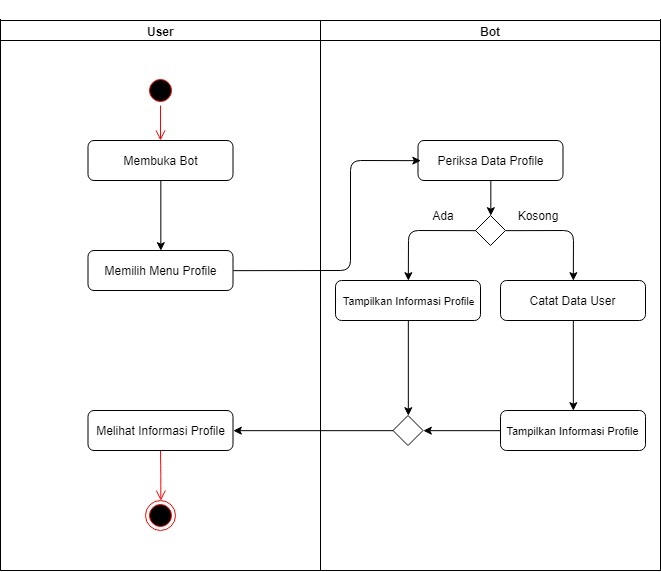 User
Bot
Membuka Bot
Periksa Data Profile
Ada
Kosong
Memilih Menu Profile
Tampilkan Informasi Profile
Catat Data User
Melihat Informasi Profile
Tampilkan Informasi Profile